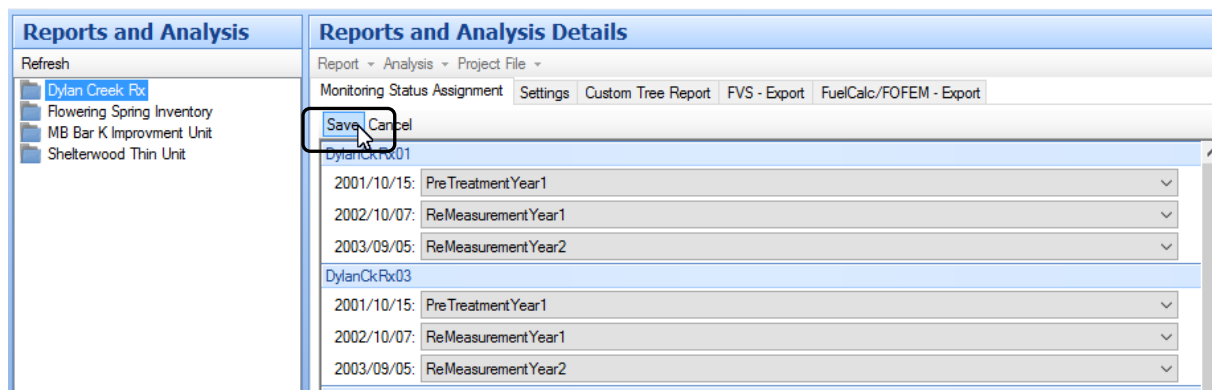 Reports and Analysis
Refresh
Dylan Creek Rx
Flowering Spring Inventory
MB Bar K Improvment Unit
Shelterwood Thin Unit
Reports and Analysis Details
Report Analysis Project File
Monitoring Status Assignment Settings Custom Tree Report FVS - Export FuelCalc/FOFEM - Export
Save Cancel
DylanCkRx01
2001/10/15: PreTreatmentYear1
2002/10/07: ReMeasurementYear1
2003/09/05: ReMeasurementYear2
DylanCkRx03
2001/10/15: PreTreatmentYear1
2002/10/07: ReMeasurementYear1
2003/09/05: ReMeasurementYear2